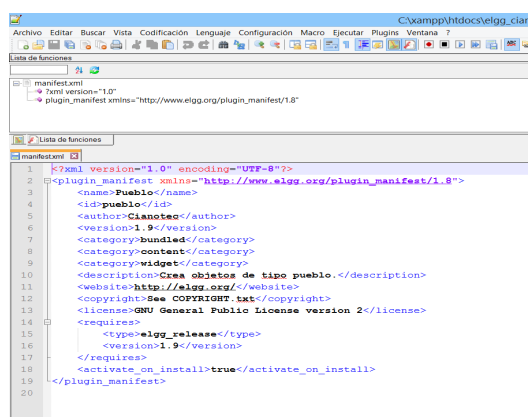 C:\xampp\htdocs\elgg_cian
Archivo Editar Buscar Vista Codificación Lenguaje Configuración Macro Ejecutar Plugins Ventana ?
Lista de funciones
manifest.xml
?xml version="1.0"
plugin_manifest xmlns="http://www.elgg.org/plugin_manifest/1.8"
Lista de funciones
manifest.xml
1 <?xml version="1.0" encoding="UTF-8"?>
2 <plugin_manifest xmlns="http://www.elgg.org/plugin_manifest/1.8">
3 <name>Pueblo</name>
4 <id>pueblo</id>
5 <author>Cianotec</author>
6 <version>1.9</version>
7 <category>bundled</category>
8 <category>content</category>
9 <category>widget</category>
10 <description>Crea objetos de tipo pueblo.</description>
11 <website>http://elgg.org/</website>
12 <copyright>See COPYRIGHT.txt</copyright>
13 <license>GNU General Public License version 2</license>
14 <requires>
15 <type>elgg_release</type>
16 <version>1.9</version>
17 </requires>
18 <activate_on_install>true</activate_on_install>
19 </plugin_manifest>
20